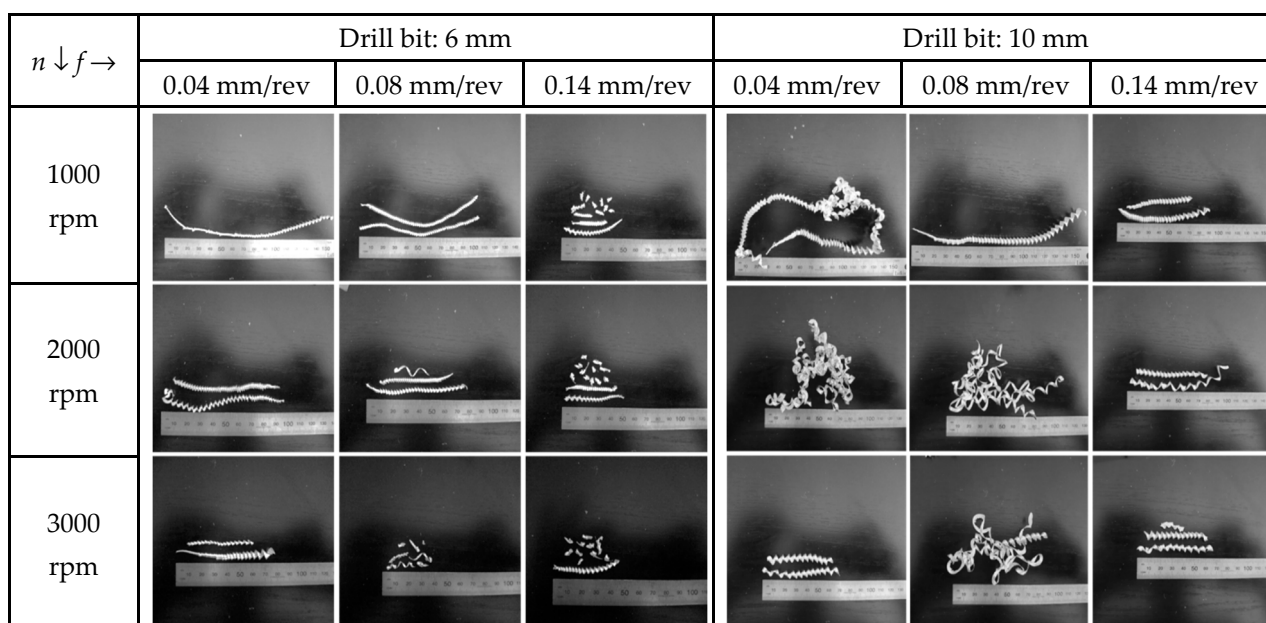 n ↓ f →
Drill bit: 6 mm
Drill bit: 10 mm
0.04 mm/rev
0.08 mm/rev
0.14 mm/rev
0.04 mm/rev
0.08 mm/rev
0.14 mm/rev
1000
rpm
2000
rpm
3000
rpm